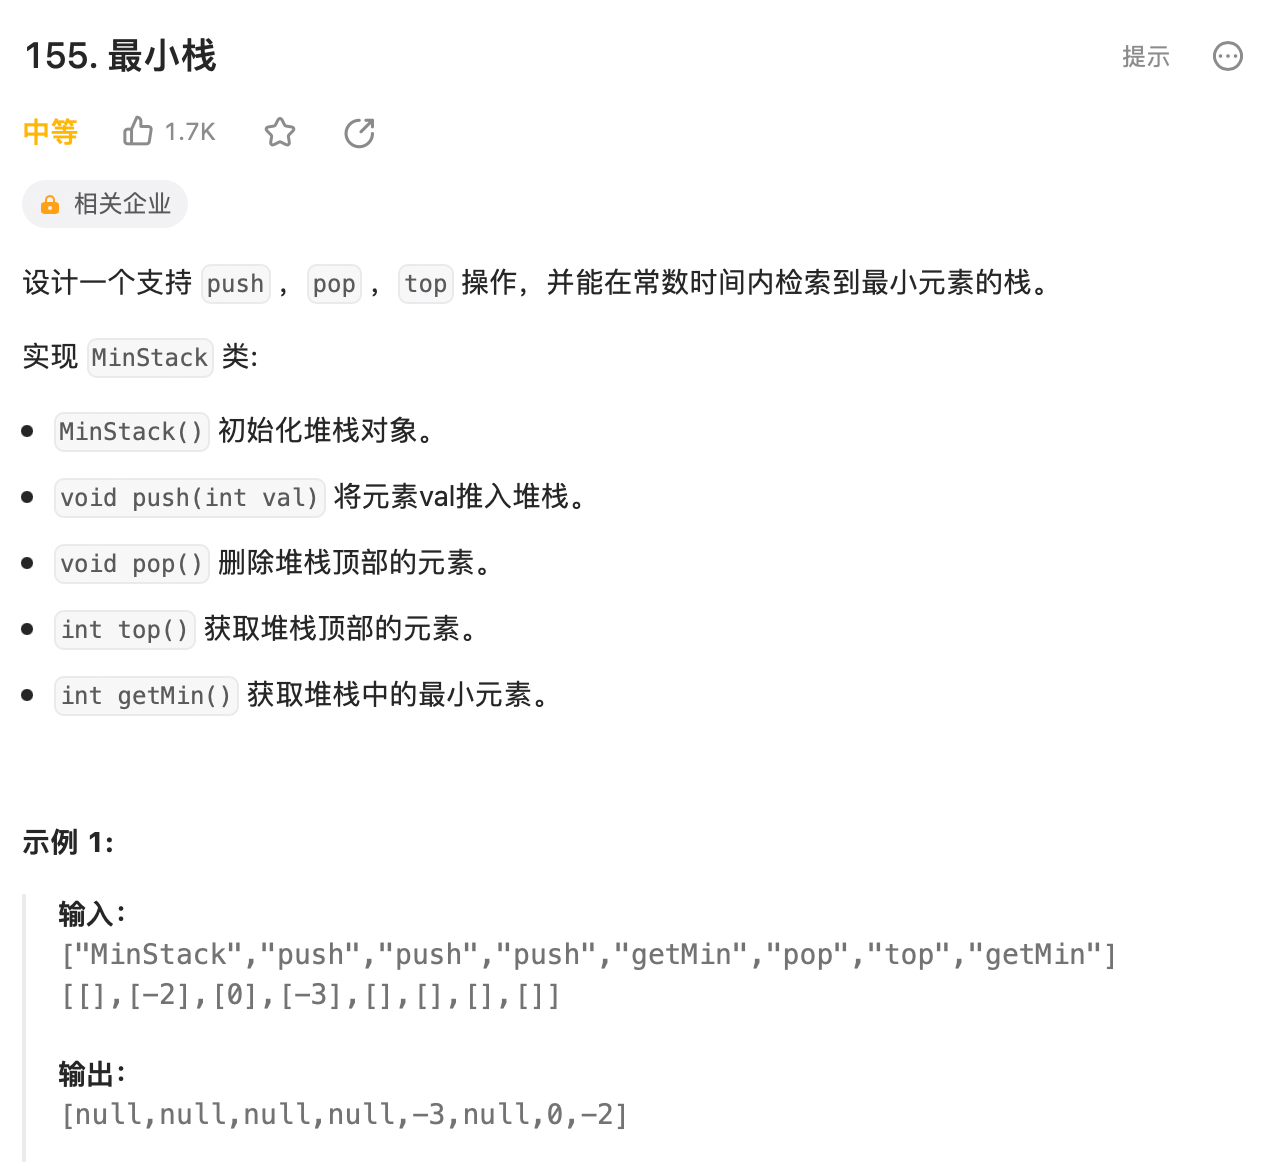 155. 最小栈
提示
中等 1.7K
相关企业
设计一个支持 push ，pop ，top 操作，并能在常数时间内检索到最小元素的栈。
实现 MinStack 类:
MinStack() 初始化堆栈对象。
void push(int val) 将元素val推入堆栈。
void pop() 删除堆栈顶部的元素。
int top() 获取堆栈顶部的元素。
int getMin() 获取堆栈中的最小元素。
示例 1:
输入：
["MinStack","push","push","push","getMin","pop","top","getMin"]
[[],[-2],[0],[-3],[],[],[],[]]
输出：
[null,null,null,null,-3,null,0,-2]